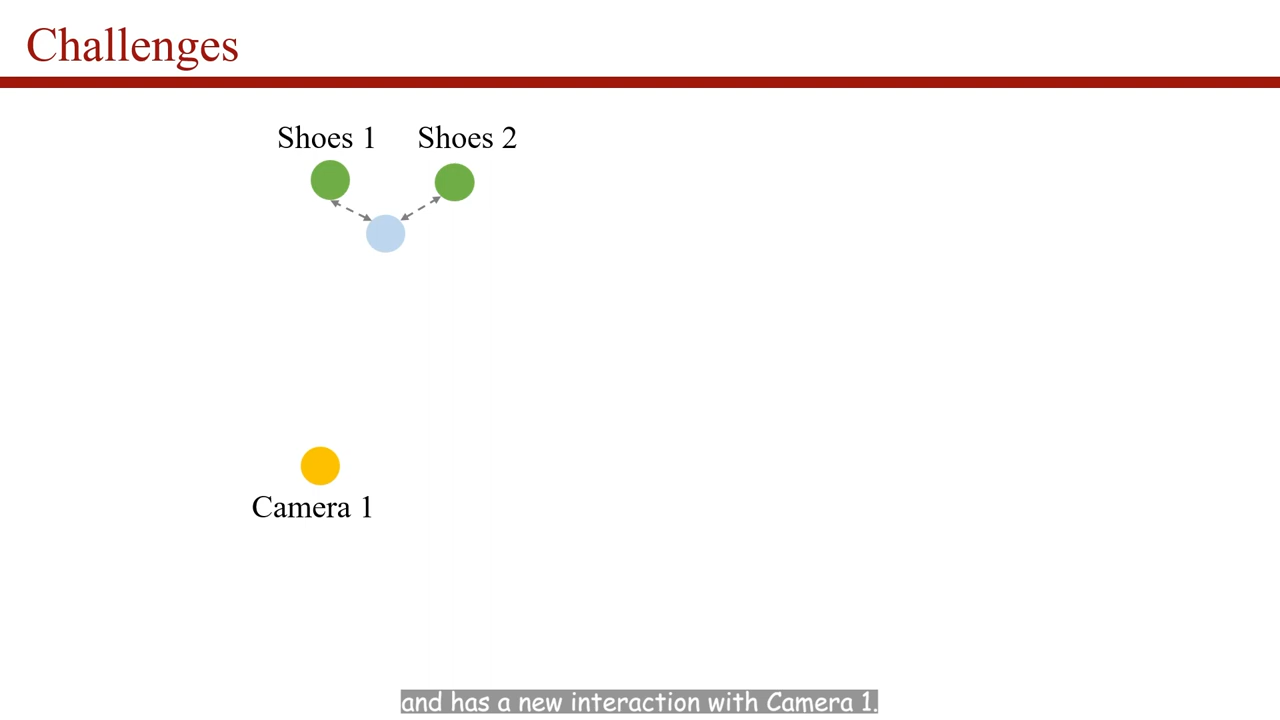 Challenges
Shoes 1 Shoes 2
Camera 1
and has a new interaction with Camera 1.